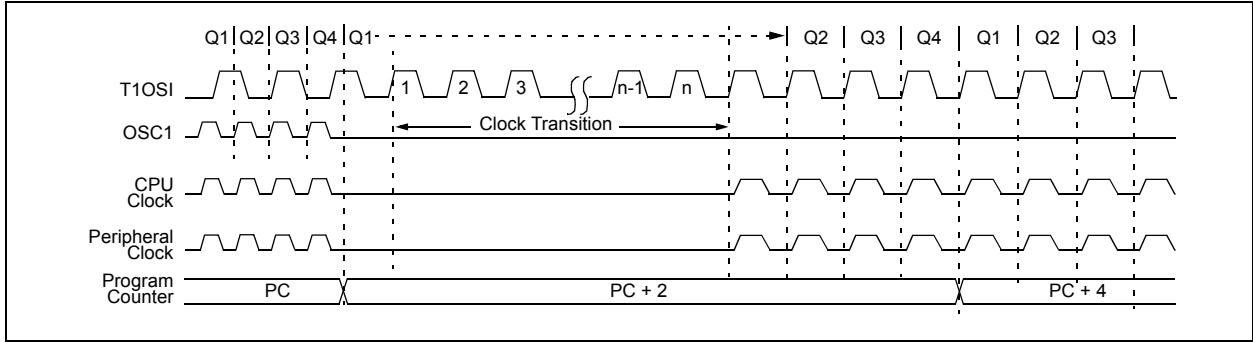 Q1 Q2 Q3 Q4 Q1 Q2 Q3 Q4 Q1 Q2 Q3
T1OSI 1 2 3 n-1 n
OSC1 Clock Transition
CPU
Clock
Peripheral
Clock
Program
Counter
PC PC + 2 PC + 4